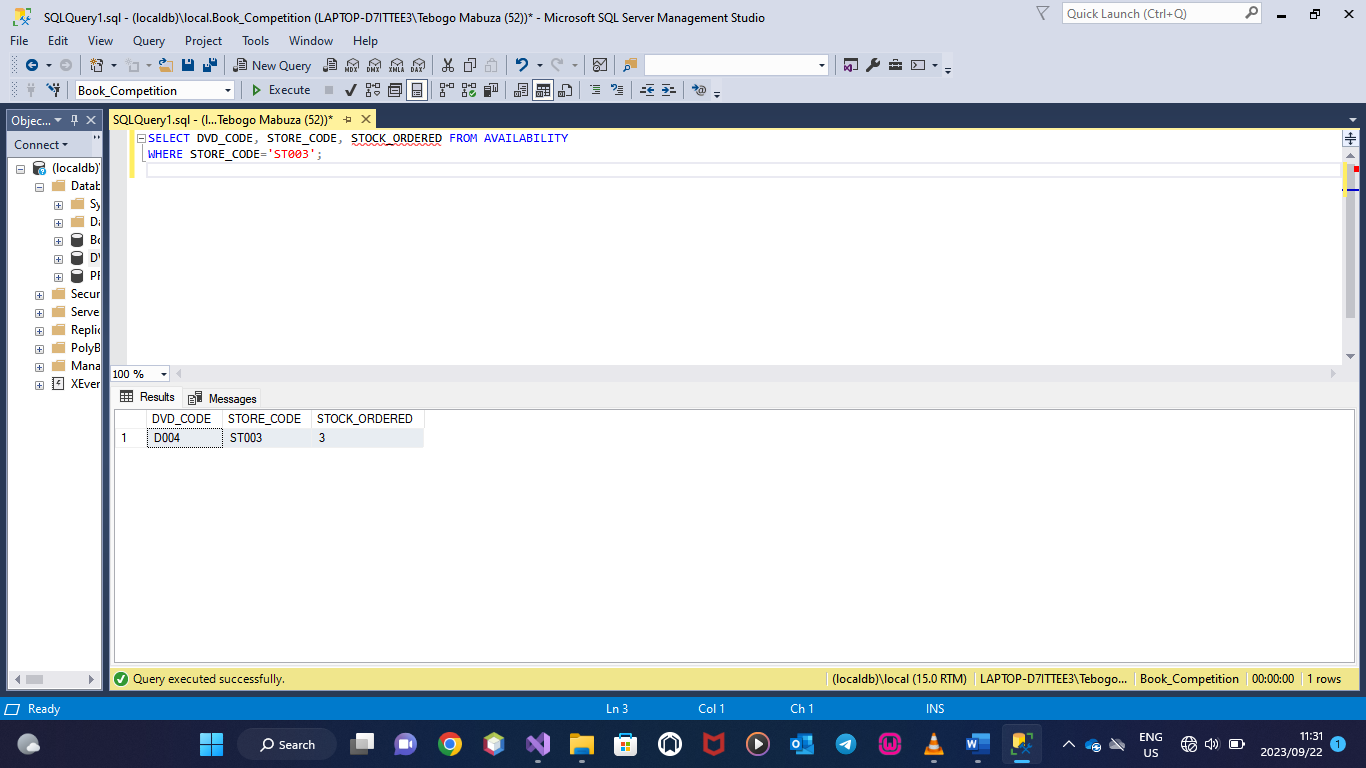 SQLQuery1.sql - (localdb)\local.Book_Competition (LAPTOP-D7ITTEE3\Tebogo Mabuza (52))* - Microsoft SQL Server Management Studio
Quick Launch (Ctrl+Q)
File Edit View Query Project Tools Window Help
New Query MDX DMX XMLA DAX
Book_Competition Execute
Objec...
SQLQuery1.sql - (l...Tebogo Mabuza (52))*
Connect
(localdb)\
Datab
Sy
Da
Bo
DV
PR
Secur
Serve
Replic
PolyB
Mana
XEver
SELECT DVD_CODE, STORE_CODE, STOCK_ORDERED FROM AVAILABILITY
WHERE STORE_CODE='ST003';
100 %
Results Messages
DVD_CODE STORE_CODE STOCK_ORDERED
1 D004 ST003 3
Query executed successfully.
(localdb)\local (15.0 RTM) LAPTOP-D7ITTEE3\Tebogo... Book_Competition 00:00:00 1 rows
Ready Ln 3 Col 1 Ch 1 INS
Search
ENG
US
11:31
2023/09/22
1